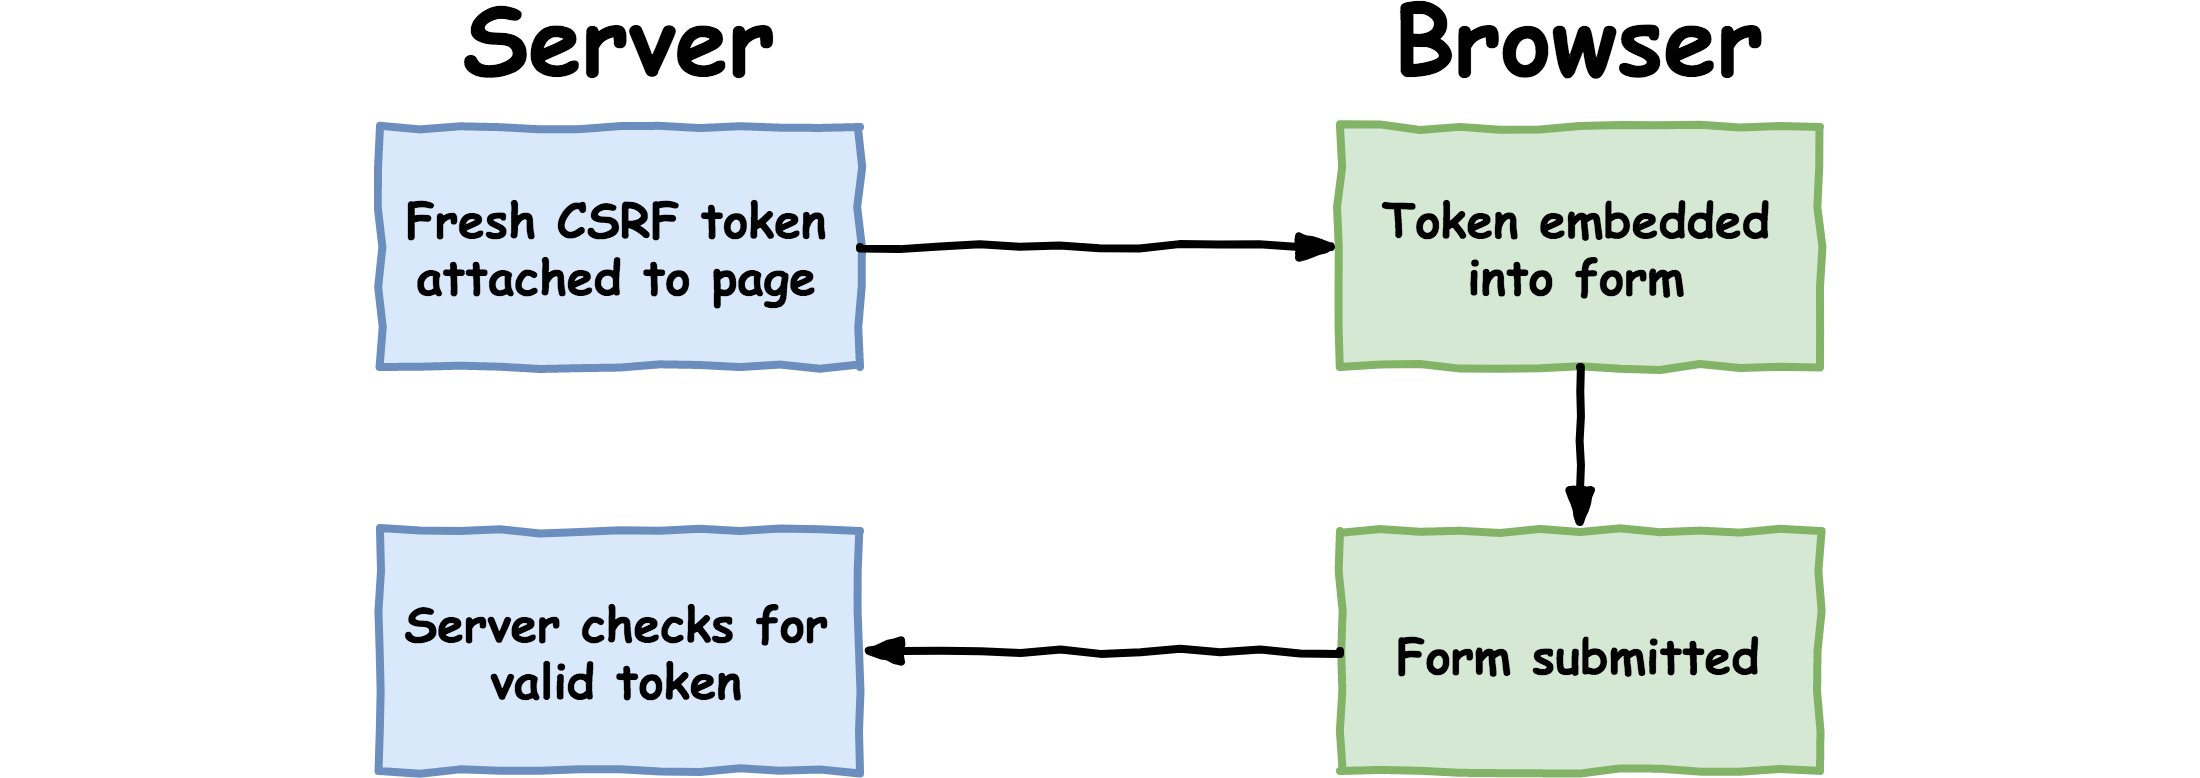 Server
Browser
Fresh CSRF token
attached to page
Token embedded
into form
Server checks for
valid token
Form submitted